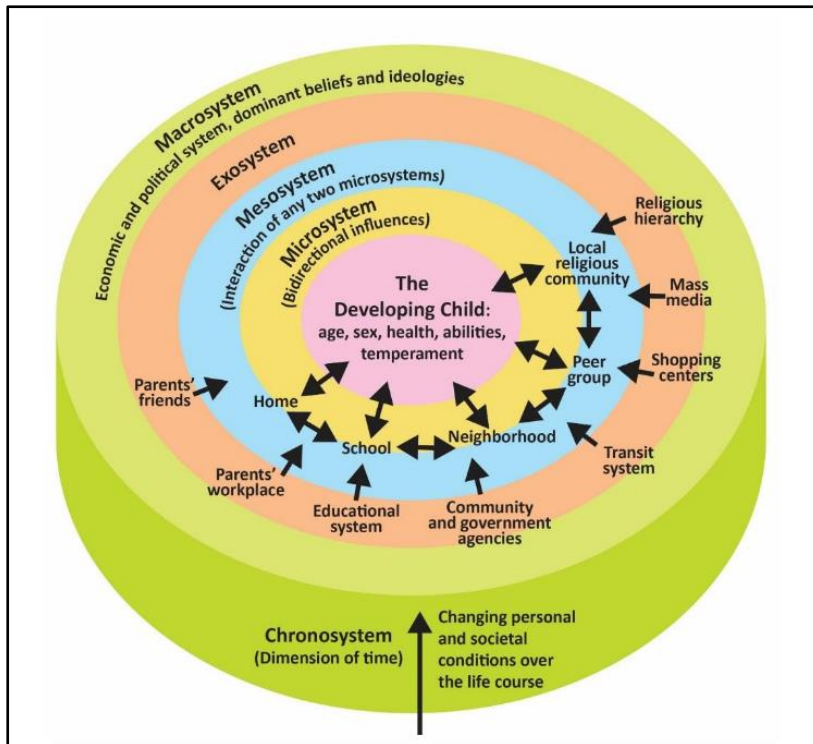 Macrosystem
Economic and political system, dominant beliefs and ideologies
Exosystem
Mesosystem
(Interaction of any two microsystems)
Microsystem
(Bidirectional influences)
The
Developing Child:
age, sex, health, abilities,
temperament
Religious
hierarchy
Local
religious
community
Mass
media
Peer
group
Shopping
centers
Parents'
friends
Home
School
Neighborhood
Transit
system
Parents'
workplace
Educational
system
Community
and government
agencies
Chronosystem
(Dimension of time)
Changing personal
and societal
conditions over
the life course